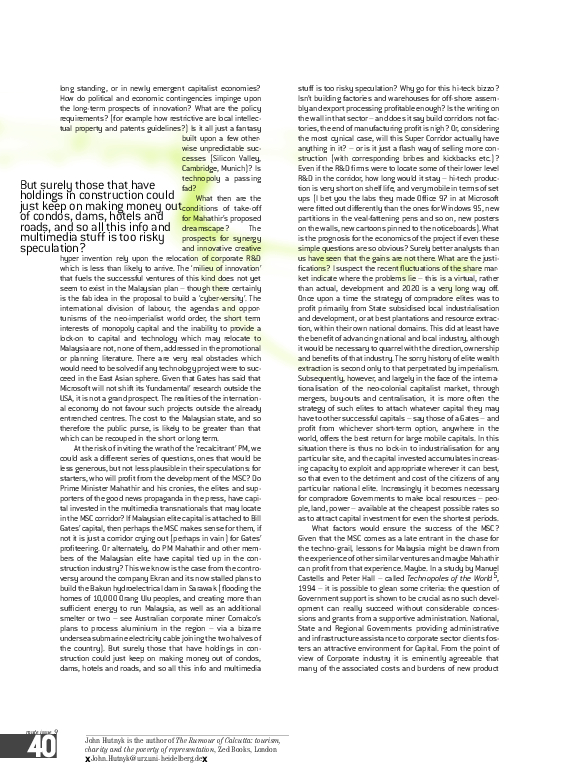 long standing, or in newly emergent capitalist economies?
How do political and economic contingencies impinge upon
the long-term prospects of innovation? What are the policy
requirements? (for example how restrictive are local intellec-
tual property and patents guidelines?) Is it all just a fantasy
built upon a few other-
wise unpredictable suc-
cesses (Silicon Valley,
Cambridge, Munich)? Is
technopoly a passing
fad?
What then are the
conditions of take-off
for Mahathir's proposed
dreamscape? The
prospects for synergy
and innovative creative
hyper invention rely upon the relocation of corporate R&D
which is less than likely to arrive. The 'milieu of innovation'
that fuels the successful ventures of this kind does not yet
seem to exist in the Malaysian plan – though there certainly
is the fab idea in the proposal to build a 'cyber-versity'. The
international division of labour, the agendas and oppor-
tunisms of the neo-imperialist world order, the short term
interests of monopoly capital and the inability to provide a
lock-on to capital and technology which may relocate to
Malaysia are not, none of them, addressed in the promotional
or planning literature. There are very real obstacles which
would need to be solved if any technology project were to suc-
ceed in the East Asian sphere. Given that Gates has said that
Microsoft will not shift its 'fundamental' research outside the
USA, it is not a grand prospect. The realities of the internation-
al economy do not favour such projects outside the already
entrenched centres. The cost to the Malaysian state, and so
therefore the public purse, is likely to be greater than that
which can be recouped in the short or long term.
At the risk of inviting the wrath of the 'recalcitrant' PM, we
could ask a different series of questions, ones that would be
less generous, but not less plausible in their speculations: for
starters, who will profit from the development of the MSC? Do
Prime Minister Mahathir and his cronies, the elites and sup-
porters of the good news propaganda in the press, have capi-
tal invested in the multimedia transnationals that may locate
in the MSC corridor? If Malaysian elite capital is attached to Bill
Gates' capital, then perhaps the MSC makes sense for them, if
not it is just a corridor crying out (perhaps in vain) for Gates'
profiteering. Or alternately, do PM Mahathir and other mem-
bers of the Malaysian elite have capital tied up in the con-
struction industry? This we know is the case from the contro-
versy around the company Ekran and its now stalled plans to
build the Bakun hydroelectrical dam in Sarawak (flooding the
homes of 10,000 Orang Ulu peoples, and creating more than
sufficient energy to run Malaysia, as well as an additional
smelter or two – see Australian corporate miner Comalco's
plans to process aluminium in the region – via a bizarre
undersea submarine electricity cable joining the two halves of
the country). But surely those that have holdings in con-
struction could just keep on making money out of condos,
dams, hotels and roads, and so all this info and multimedia
But surely those that have
holdings in construction could
just keep on making money out
of condos, dams, hotels and
roads, and so all this info and
multimedia stuff is too risky
speculation?
stuff is too risky speculation? Why go for this hi-teck bizzo?
Isn't building factories and warehouses for off-shore assem-
bly and export processing profitable enough? Is the writing on
the wall in that sector – and does it say build corridors not fac-
tories, the end of manufacturing profit is nigh? Or, considering
the most cynical case, will this Super Corridor actually have
anything in it? – or is it just a flash way of selling more con-
struction (with corresponding bribes and kickbacks etc.)?
Even if the R&D firms were to locate some of their lower level
R&D in the corridor, how long would it stay – hi-tech produc-
tion is very short on shelf life, and very mobile in terms of set
ups (I bet you the labs they made Office 97 in at Microsoft
were fitted out differently than the ones for Windows 95, new
partitions in the veal-fattening pens and so on, new posters
on the walls, new cartoons pinned to the noticeboards). What
is the prognosis for the economics of the project if even these
simple questions are so obvious? Surely better analysts than
us have seen that the gains are not there. What are the justi-
fications? I suspect the recent fluctuations of the share mar-
ket indicate where the problems lie – this is a virtual, rather
than actual, development and 2020 is a very long way off.
Once upon a time the strategy of compradore elites was to
profit primarily from State subsidised local industrialisation
and development, or at best plantations and resource extrac-
tion, within their own national domains. This did at least have
the benefit of advancing national and local industry, although
it would be necessary to quarrel with the direction, ownership
and benefits of that industry. The sorry history of elite wealth
extraction is second only to that perpetrated by imperialism.
Subsequently, however, and largely in the face of the interna-
tionalisation of the neo-colonial capitalist market, through
mergers, buy-outs and centralisation, it is more often the
strategy of such elites to attach whatever capital they may
have to other successful capitals – say those of a Gates – and to
profit from whichever short-term option, anywhere in the
world, offers the best return for large mobile capitals. In this
situation there is thus no lock-in to industrialisation for any
particular site, and the capital invested accumulates in creas-
ing capacity to exploit and appropriate wherever it can best,
so that even to the detriment and cost of the citizens of any
particular national elite. Increasingly it becomes necessary
for compradore Governments to make local resources – peo-
ple, land, power – available at the cheapest possible rates so
as to attract capital investment for even the shortest periods.
What factors would ensure the success of the MSC?
Given that the MSC comes as a late entrant in the chase for
the techno-grail, lessons for Malaysia might be drawn from
the experience of other similar ventures and maybe Mahathir
can profit from that experience. Maybe. In a study by Manuel
Castells and Peter Hall – called Technopoles of the World 5,
1994 – it is possible to glean some criteria: the question of
Government support is shown to be crucial as no such devel-
opment can really succeed without considerable conces-
sions and grants from a supportive administration. National,
State and Regional Governments providing administrative
and infrastructure assistance to corporate sector clients fos-
ters an attractive environment for Capital. From the point of
view of Corporate industry it is eminently agreeable that
many of the associated costs and burdens of new product
40
John Hutnyk is the author of The Rumour of Calcutta: tourism,
charity and the poverty of representation, Zed Books, London
x John.Hutnyk@urz.uni-heidelberg.de x